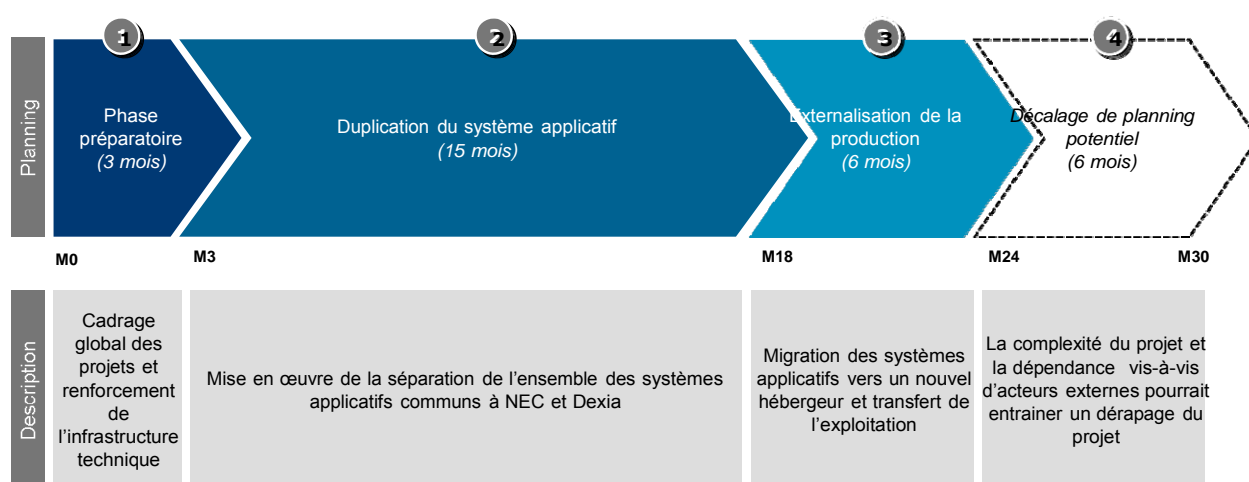 1
2
3
4
Planning
Phase
préparatoire
(3 mois)
Duplication du système applicatif
(15 mois)
Externalisation de la
production
(6 mois)
Décalage de planning
potentiel
(6 mois)
M0
M3
M18
M24
M30
Description
Cadrage
global des
projets et
renforcement
de
l’infrastructure
technique
Mise en œuvre de la séparation de l’ensemble des systèmes
applicatifs communs à NEC et Dexia
Migration des systèmes
applicatifs vers un nouvel
hébergeur et transfert de
l’exploitation
La complexité du projet et
la dépendance vis-à-vis
d’acteurs externes pourrait
entrainer un dérapage du
projet